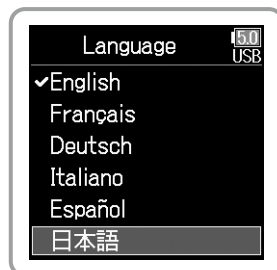 Language
5.0
USB
✔English
Français
Deutsch
Italiano
Español
日本語